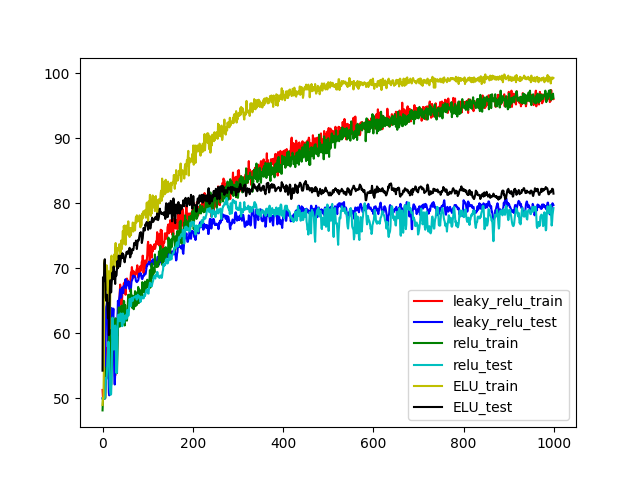 100
90
80
70
60
50
leaky_relu_train
leaky_relu_test
relu_train
relu_test
ELU_train
ELU_test
0 200 400 600 800 1000